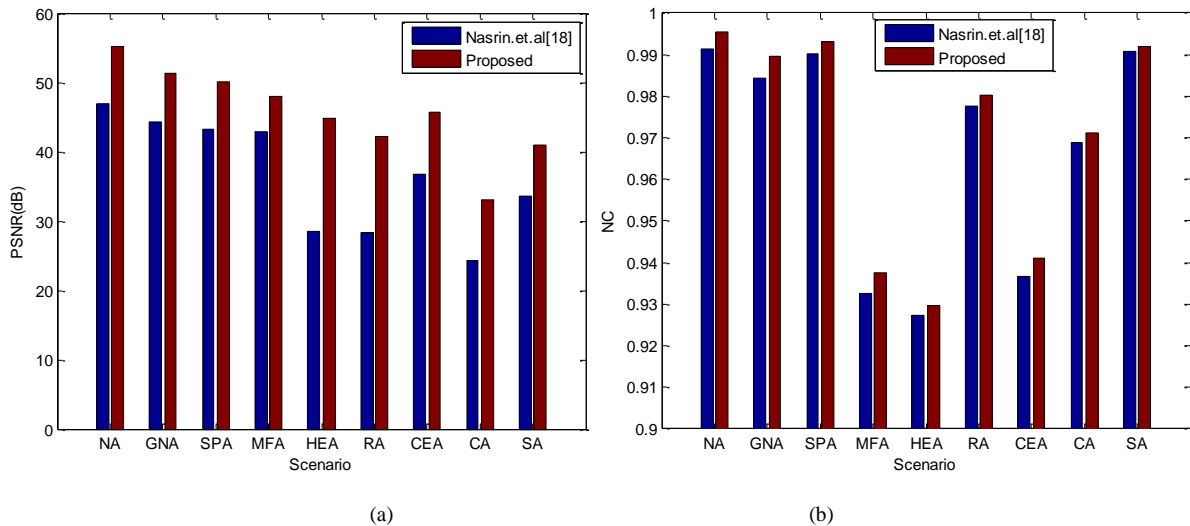 60
50
40
30
20
10
0
PSNR(dB)
Nasrin.et.al[18]
Proposed
NA GNA SPA MFA HEA RA CEA CA SA
Scenario
(a)
1
0.99
0.98
0.97
0.96
0.95
0.94
0.93
0.92
0.91
0.9
NC
Nasrin.et.al[18]
Proposed
NA GNA SPA MFA HEA RA CEA CA SA
Scenario
(b)